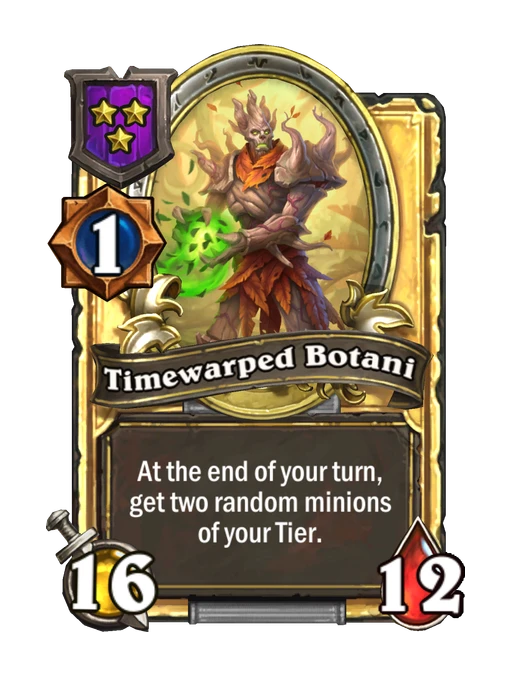 1
Timewarped Botani
At the end of your turn,
get two random minions
of your Tier.
16
12